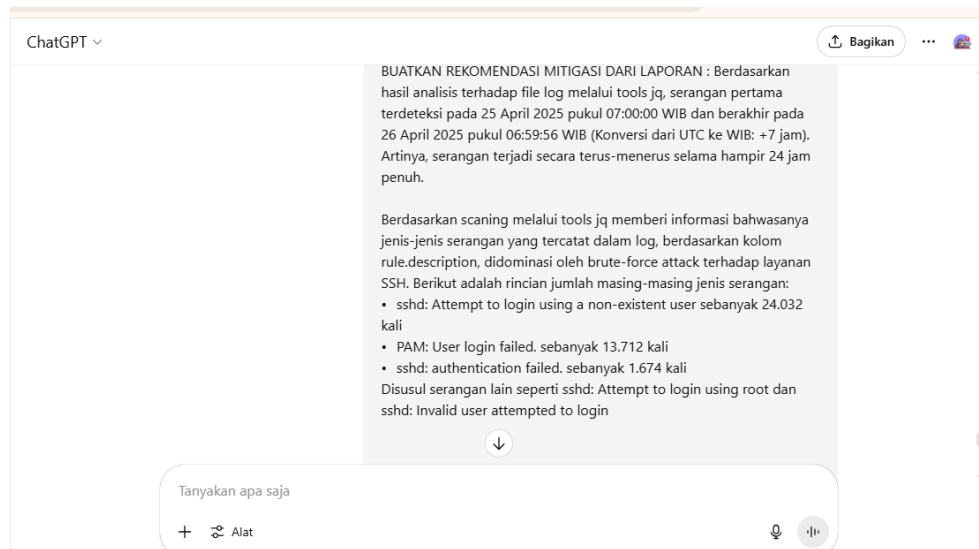 ChatGPT
Bagikan
BUATKAN REKOMENDASI MITIGASI DARI LAPORAN : Berdasarkan
hasil analisis terhadap file log melalui tools jq, serangan pertama
terdeteksi pada 25 April 2025 pukul 07:00:00 WIB dan berakhir pada
26 April 2025 pukul 06:59:56 WIB (Konversi dari UTC ke WIB: +7 jam).
Artinya, serangan terjadi secara terus-menerus selama hampir 24 jam
penuh.
Berdasarkan scaning melalui tools jq memberi informasi bahwasanya
jenis-jenis serangan yang tercatat dalam log, berdasarkan kolom
rule.description, didominasi oleh brute-force attack terhadap layanan
SSH. Berikut adalah rincian jumlah masing-masing jenis serangan:
• sshd: Attempt to login using a non-existent user sebanyak 24.032
kali
• PAM: User login failed. sebanyak 13.712 kali
• sshd: authentication failed. sebanyak 1.674 kali
Disusul serangan lain seperti sshd: Attempt to login using root dan
sshd: Invalid user attempted to login
Tanyakan apa saja
Alat